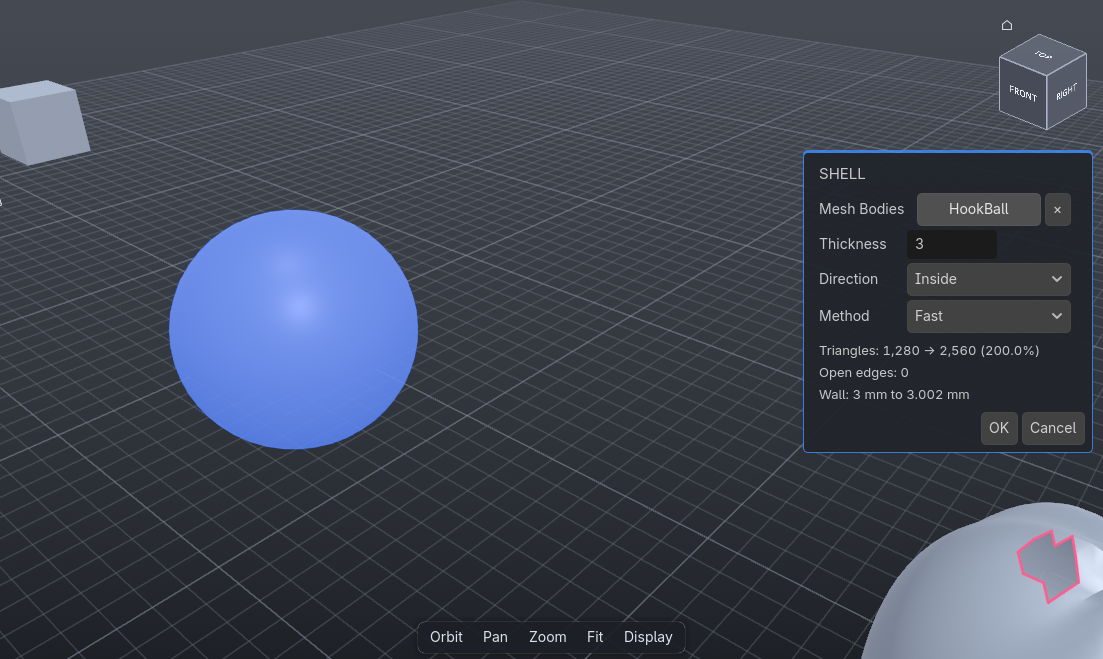 TOP
FRONT
RIGHT
SHELL
Mesh Bodies HookBall ×
Thickness 3
Direction Inside
Method Fast
Triangles: 1,280 → 2,560 (200.0%)
Open edges: 0
Wall: 3 mm to 3.002 mm
OK Cancel
Orbit Pan Zoom Fit Display